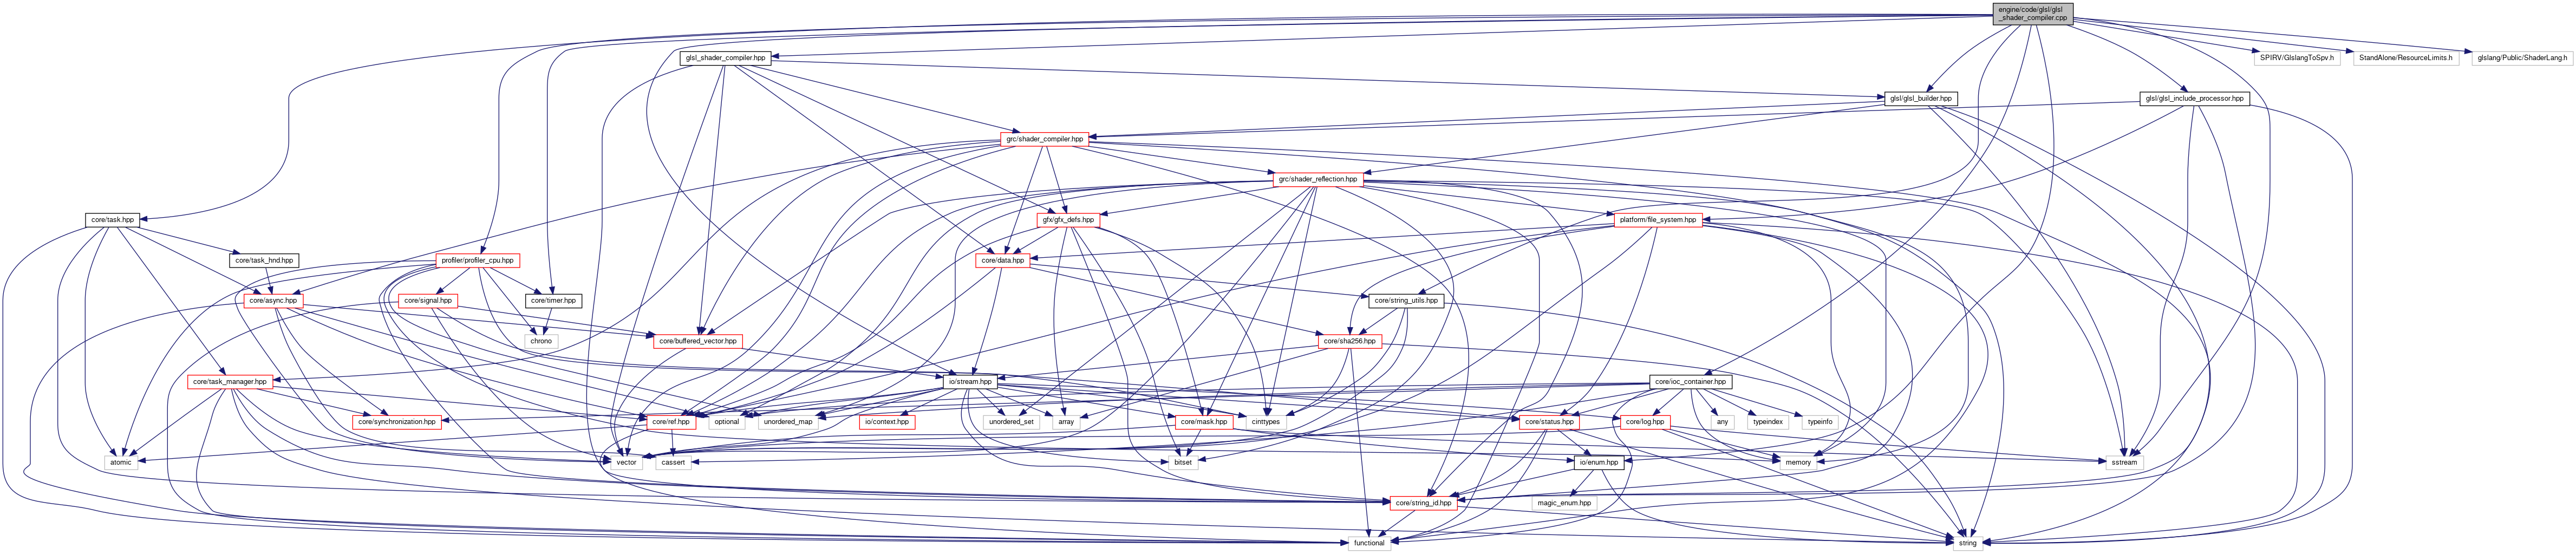 engine/code/glsl/glsl
_shader_compiler.cpp
glsl_shader_compiler.hpp
SPIRV/GlslangToSpv.h
StandAlone/ResourceLimits.h
glslang/Public/ShaderLang.h
glsl/glsl_builder.hpp
glsl/glsl_include_processor.hpp
grc/shader_compiler.hpp
grc/shader_reflection.hpp
core/task.hpp
gfx/gfx_defs.hpp
platform/file_system.hpp
core/task_hnd.hpp
profiler/profiler_cpu.hpp
core/data.hpp
core/async.hpp
core/signal.hpp
core/timer.hpp
core/string_utils.hpp
chrono
core/buffered_vector.hpp
core/sha256.hpp
core/task_manager.hpp
io/stream.hpp
core/ioc_container.hpp
core/synchronization.hpp
core/ref.hpp
optional
unordered_map
io/context.hpp
unordered_set
array
core/mask.hpp
cinttypes
core/status.hpp
core/log.hpp
any
typeindex
typeinfo
atomic
vector
cassert
bitset
io/enum.hpp
memory
sstream
core/string_id.hpp
magic_enum.hpp
functional
string